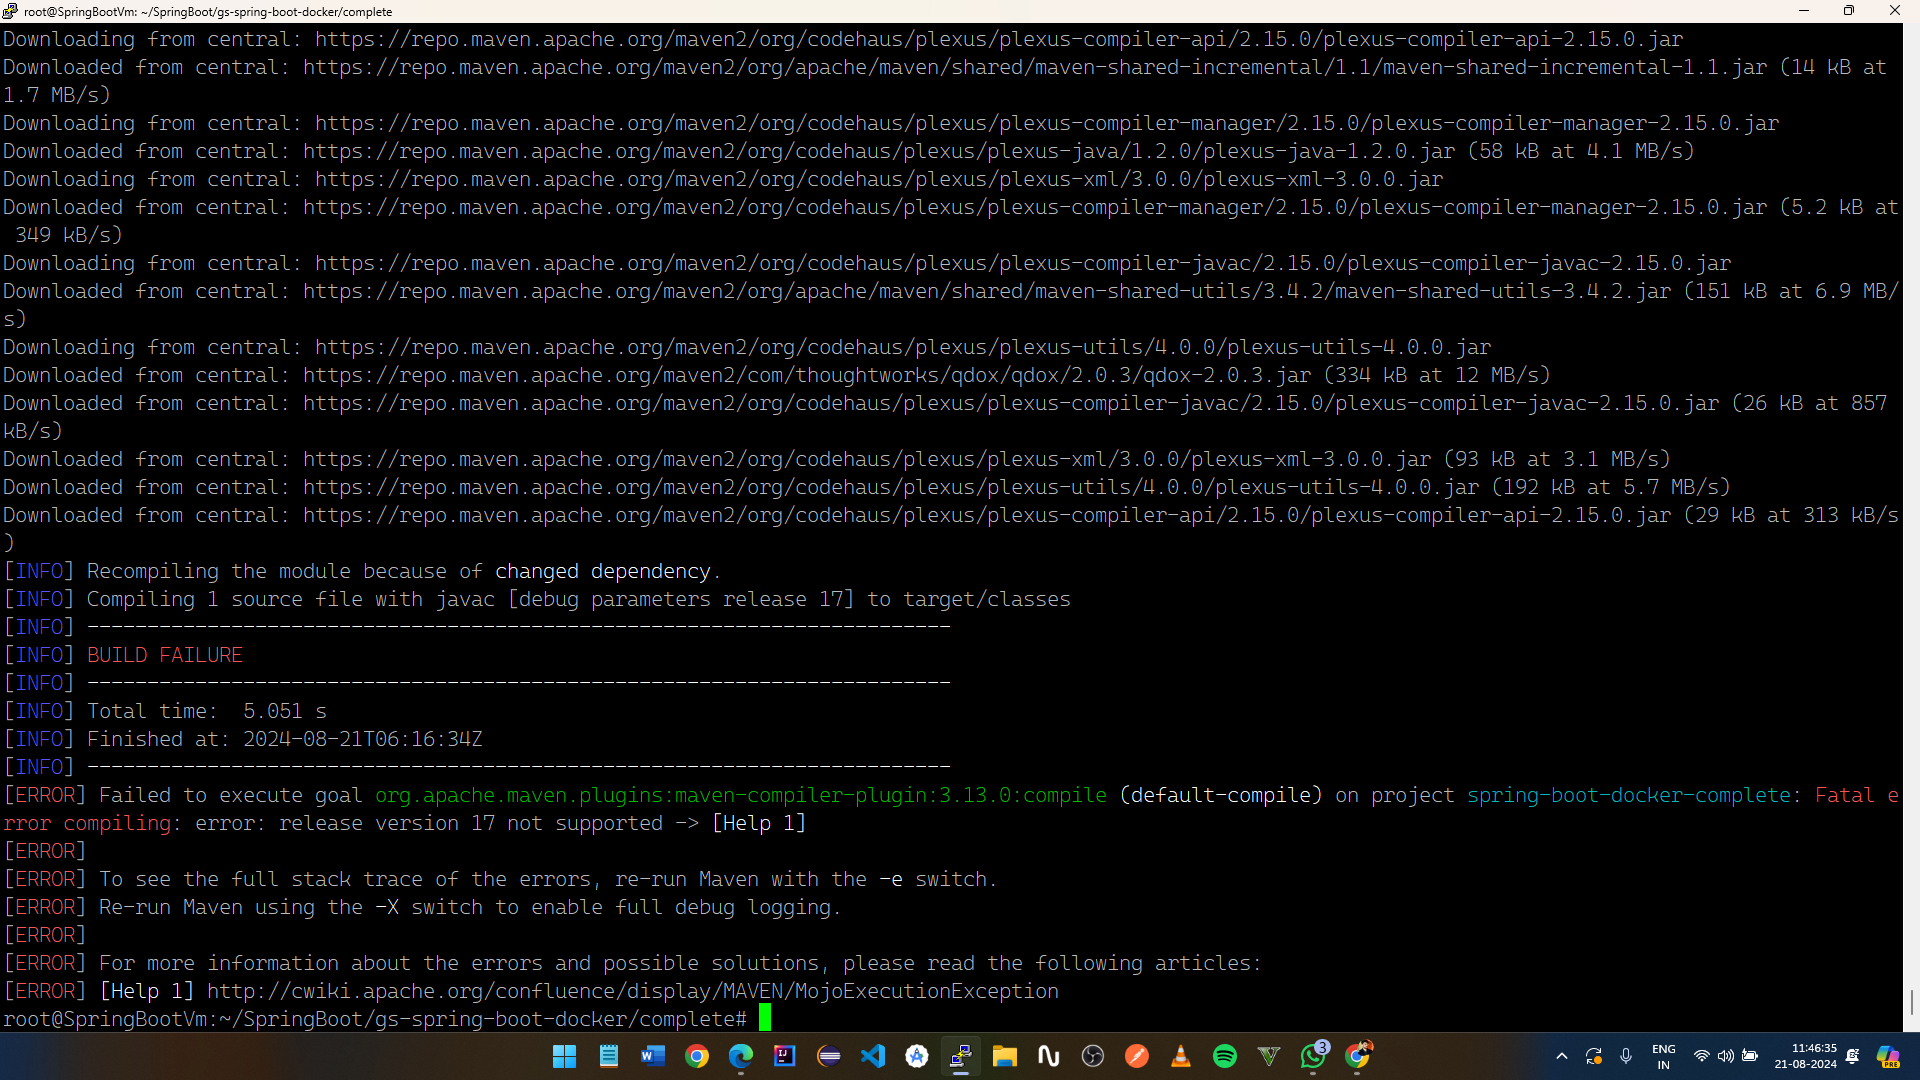 root@SpringBootVm: ~/SpringBoot/gs-spring-boot-docker/complete
Downloading from central: https://repo.maven.apache.org/maven2/org/codehaus/plexus/plexus-compiler-api/2.15.0/plexus-compiler-api-2.15.0.jar
Downloaded from central: https://repo.maven.apache.org/maven2/org/apache/maven/shared/maven-shared-incremental/1.1/maven-shared-incremental-1.1.jar (14 kB at
1.7 MB/s)
Downloading from central: https://repo.maven.apache.org/maven2/org/codehaus/plexus/plexus-compiler-manager/2.15.0/plexus-compiler-manager-2.15.0.jar
Downloaded from central: https://repo.maven.apache.org/maven2/org/codehaus/plexus/plexus-java/1.2.0/plexus-java-1.2.0.jar (58 kB at 4.1 MB/s)
Downloading from central: https://repo.maven.apache.org/maven2/org/codehaus/plexus/plexus-xml/3.0.0/plexus-xml-3.0.0.jar
Downloaded from central: https://repo.maven.apache.org/maven2/org/codehaus/plexus/plexus-compiler-manager/2.15.0/plexus-compiler-manager-2.15.0.jar (5.2 kB at
349 kB/s)
Downloading from central: https://repo.maven.apache.org/maven2/org/codehaus/plexus/plexus-compiler-javac/2.15.0/plexus-compiler-javac-2.15.0.jar
Downloaded from central: https://repo.maven.apache.org/maven2/org/apache/maven/shared/maven-shared-utils/3.4.2/maven-shared-utils-3.4.2.jar (151 kB at 6.9 MB/
s)
Downloading from central: https://repo.maven.apache.org/maven2/org/codehaus/plexus/plexus-utils/4.0.0/plexus-utils-4.0.0.jar
Downloaded from central: https://repo.maven.apache.org/maven2/com/thoughtworks/qdox/qdox/2.0.3/qdox-2.0.3.jar (334 kB at 12 MB/s)
Downloaded from central: https://repo.maven.apache.org/maven2/org/codehaus/plexus/plexus-compiler-javac/2.15.0/plexus-compiler-javac-2.15.0.jar (26 kB at 857
kB/s)
Downloaded from central: https://repo.maven.apache.org/maven2/org/codehaus/plexus/plexus-xml/3.0.0/plexus-xml-3.0.0.jar (93 kB at 3.1 MB/s)
Downloaded from central: https://repo.maven.apache.org/maven2/org/codehaus/plexus/plexus-utils/4.0.0/plexus-utils-4.0.0.jar (192 kB at 5.7 MB/s)
Downloaded from central: https://repo.maven.apache.org/maven2/org/codehaus/plexus/plexus-compiler-api/2.15.0/plexus-compiler-api-2.15.0.jar (29 kB at 313 kB/s
)
[INFO] Recompiling the module because of changed dependency.
[INFO] Compiling 1 source file with javac [debug parameters release 17] to target/classes
[INFO] ------------------------------------------------------------------------
[INFO] BUILD FAILURE
[INFO] ------------------------------------------------------------------------
[INFO] Total time:  5.051 s
[INFO] Finished at: 2024-08-21T06:16:34Z
[INFO] ------------------------------------------------------------------------
[ERROR] Failed to execute goal org.apache.maven.plugins:maven-compiler-plugin:3.13.0:compile (default-compile) on project spring-boot-docker-complete: Fatal e
rror compiling: error: release version 17 not supported -> [Help 1]
[ERROR]
[ERROR] To see the full stack trace of the errors, re-run Maven with the -e switch.
[ERROR] Re-run Maven using the -X switch to enable full debug logging.
[ERROR]
[ERROR] For more information about the errors and possible solutions, please read the following articles:
[ERROR] [Help 1] http://cwiki.apache.org/confluence/display/MAVEN/MojoExecutionException
root@SpringBootVm:~/SpringBoot/gs-spring-boot-docker/complete#
3
ENG
IN
11:46:35
21-08-2024
PRE